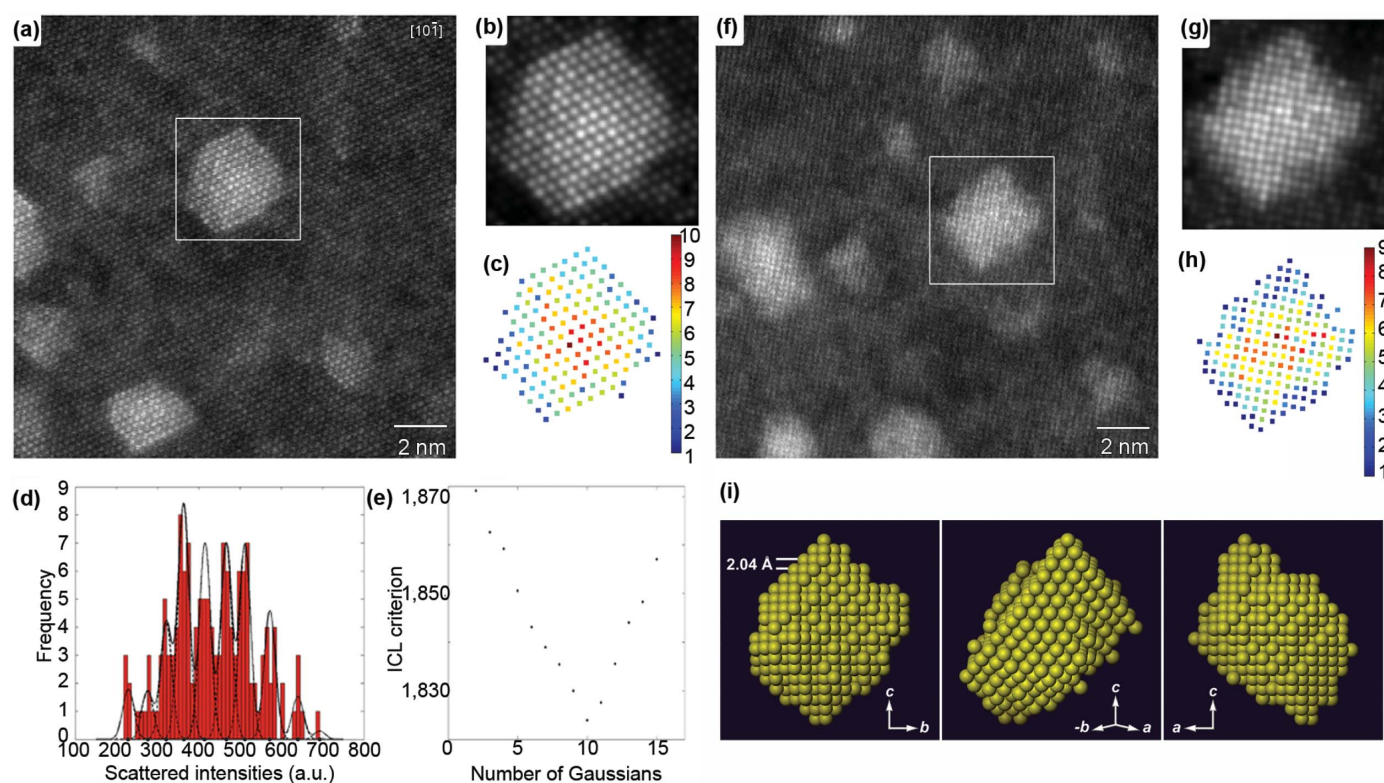 (a)
[101̄]
2 nm
(b)
(c)
10
9
8
7
6
5
4
3
2
1
(d)
9
8
7
6
5
4
3
2
1
0
Frequency
100 200 300 400 500 600 700 800
Scattered intensities (a.u.)
(e)
1,870
1,850
1,830
ICL criterion
0 5 10 15
Number of Gaussians
(f)
2 nm
(g)
(h)
9
8
7
6
5
4
3
2
1
(i)
2.04 Å
c
b
c
-b a
c
a